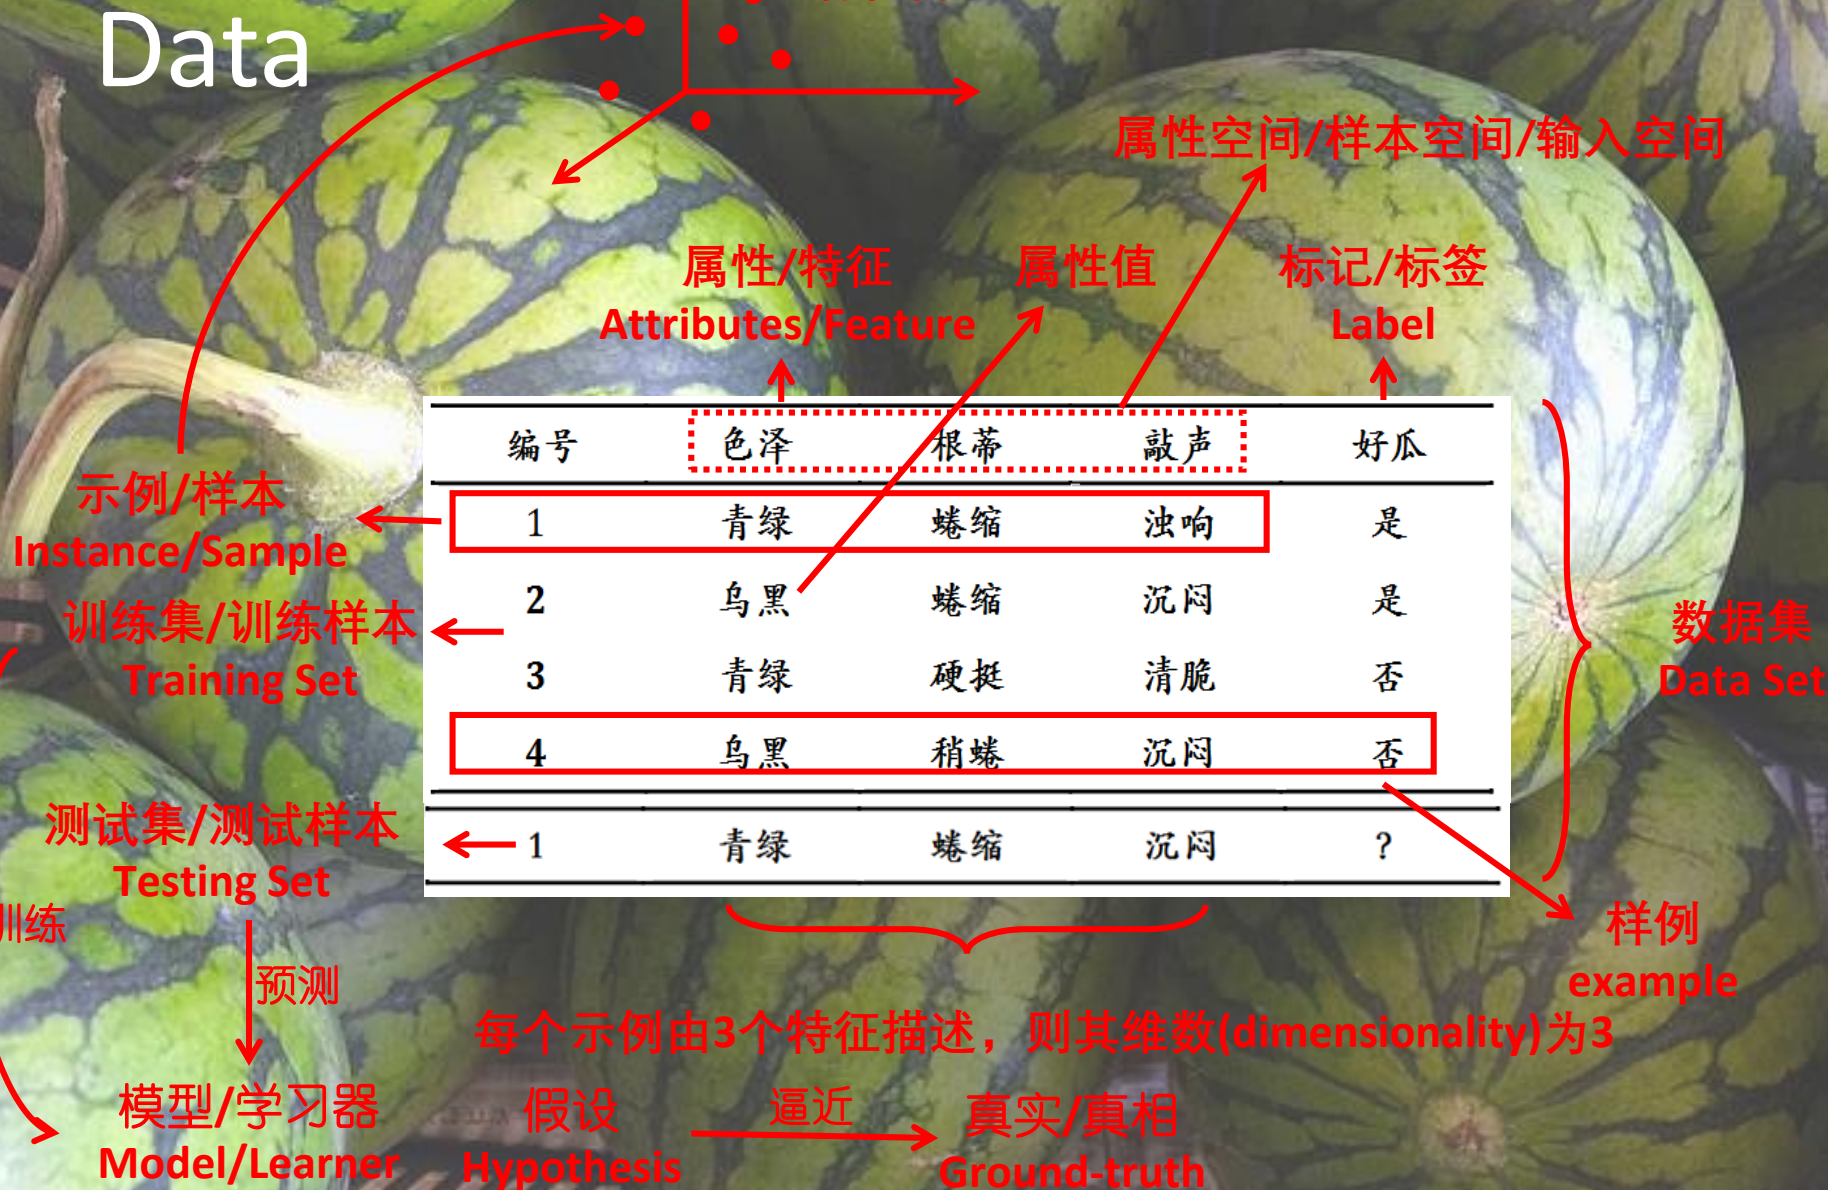 Data
属性空间/样本空间/输入空间
属性/特征
Attributes/Feature
属性值
标记/标签
Label
编号 色泽 根蒂 敲声 好瓜
1 青绿 蜷缩 浊响 是
2 乌黑 蜷缩 沉闷 是
3 青绿 硬挺 清脆 否
4 乌黑 稍蜷 沉闷 否
1 青绿 蜷缩 沉闷 ?
示例/样本
Instance/Sample
训练集/训练样本
Training Set
数据集
Data Set
测试集/测试样本
Testing Set
训练
预测
样例
example
每个示例由3个特征描述，则其维数(dimensionality)为3
模型/学习器
Model/Learner
假设
Hypothesis
逼近
真实/真相
Ground-truth